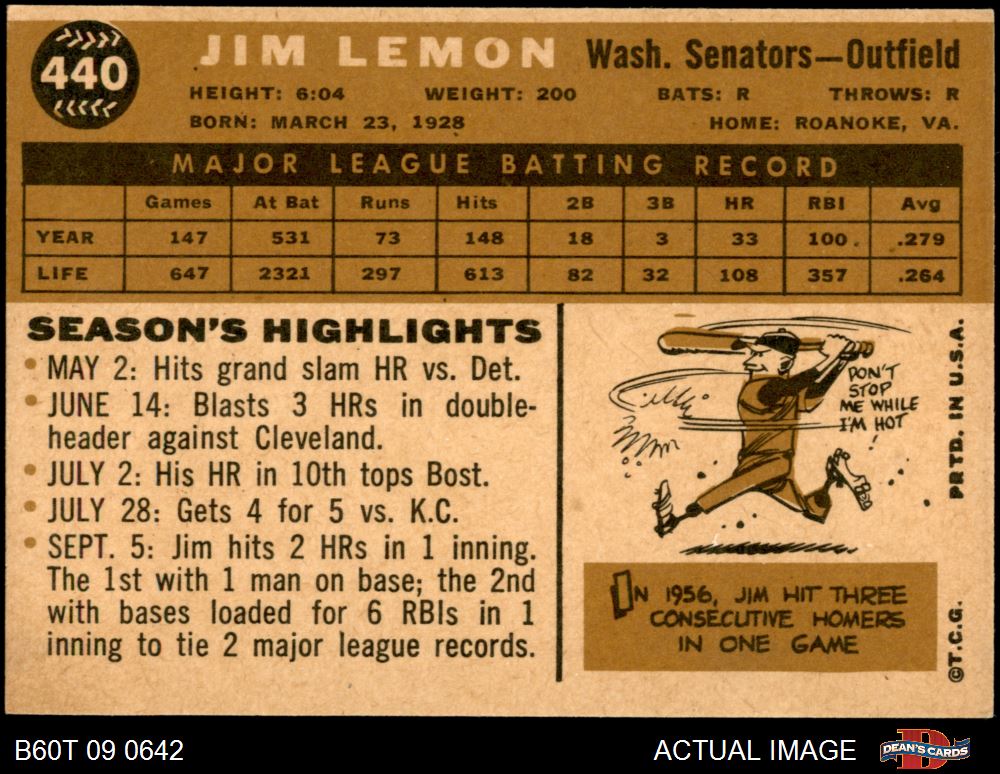 440
JIM LEMON Wash. Senators—Outfield
HEIGHT: 6:04 WEIGHT: 200 BATS: R THROWS: R
BORN: MARCH 23, 1928 HOME: ROANOKE, VA.
MAJOR LEAGUE BATTING RECORD
Games At Bat Runs Hits 2B 3B HR RBI Avg
YEAR 147 531 73 148 18 3 33 100 .279
LIFE 647 2321 297 613 82 32 108 357 .264
SEASON'S HIGHLIGHTS
• MAY 2: Hits grand slam HR vs. Det.
• JUNE 14: Blasts 3 HRs in double-
header against Cleveland.
• JULY 2: His HR in 10th tops Bost.
• JULY 28: Gets 4 for 5 vs. K.C.
• SEPT. 5: Jim hits 2 HRs in 1 inning.
The 1st with 1 man on base; the 2nd
with bases loaded for 6 RBIs in 1
inning to tie 2 major league records.
DON'T
STOP
ME WHILE
I'M HOT
!
IN 1956, JIM HIT THREE
CONSECUTIVE HOMERS
IN ONE GAME
©T.C.G. PRTD. IN U.S.A.
B60T 09 0642 ACTUAL IMAGE DEAN'S CARDS